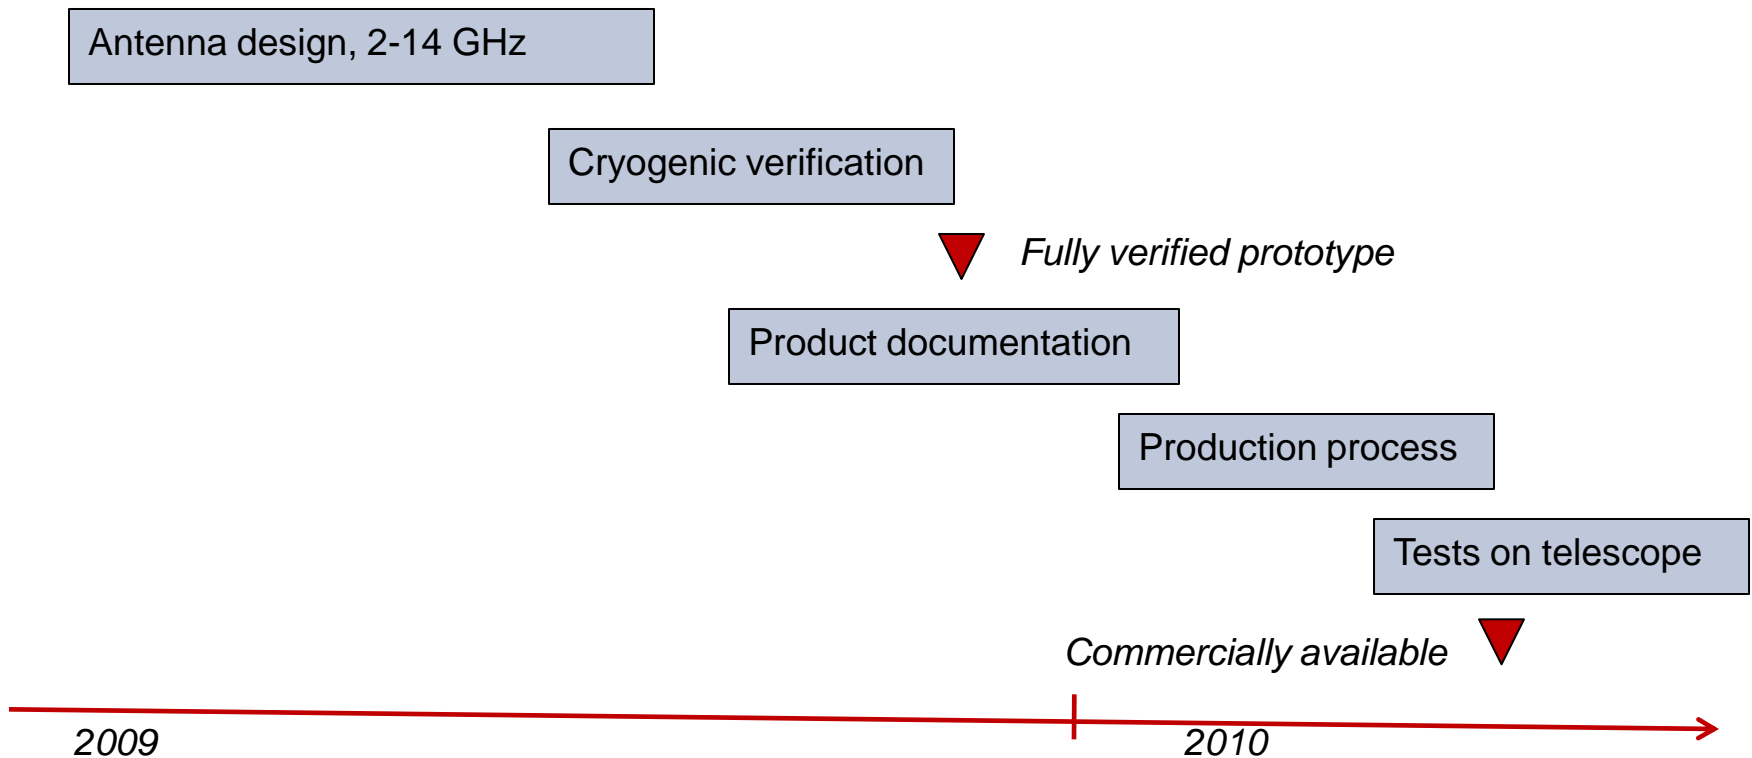 Antenna design, 2-14 GHz
Cryogenic verification
Fully verified prototype
Product documentation
Production process
Tests on telescope
Commercially available
2009
2010